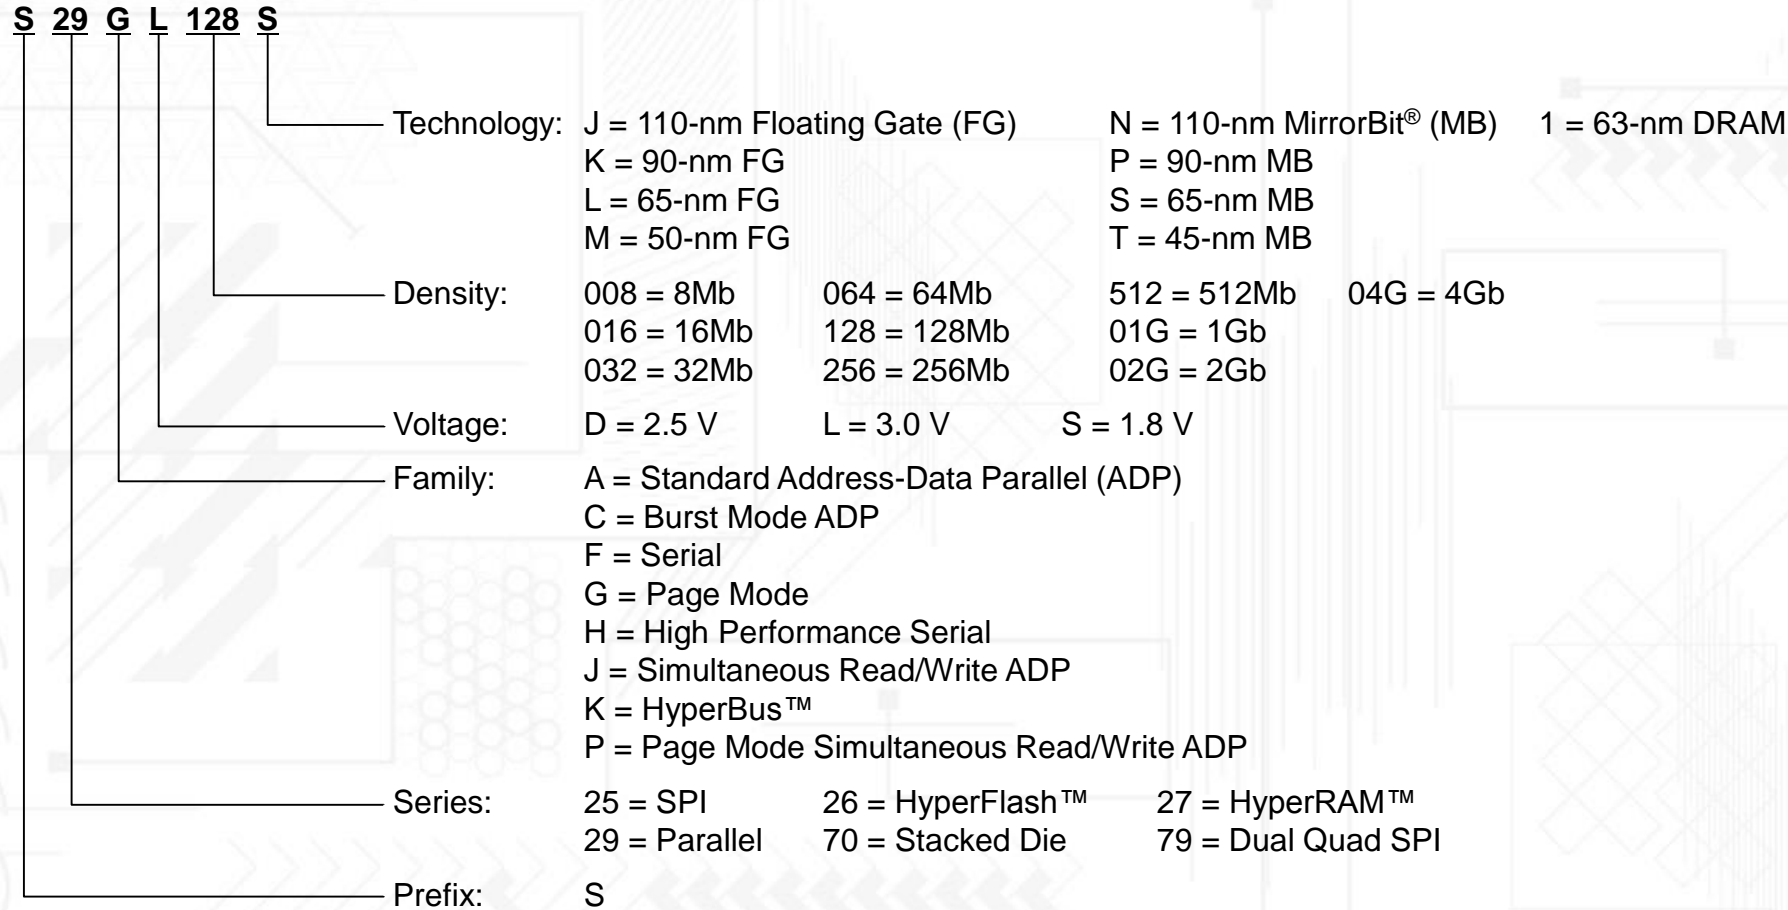 S 29 G L 128 S
Technology: J = 110-nm Floating Gate (FG) N = 110-nm MirrorBit® (MB) 1 = 63-nm DRAM
K = 90-nm FG P = 90-nm MB
L = 65-nm FG S = 65-nm MB
M = 50-nm FG T = 45-nm MB
Density: 008 = 8Mb 064 = 64Mb 512 = 512Mb 04G = 4Gb
016 = 16Mb 128 = 128Mb 01G = 1Gb
032 = 32Mb 256 = 256Mb 02G = 2Gb
Voltage: D = 2.5 V L = 3.0 V S = 1.8 V
Family: A = Standard Address-Data Parallel (ADP)
C = Burst Mode ADP
F = Serial
G = Page Mode
H = High Performance Serial
J = Simultaneous Read/Write ADP
K = HyperBus™
P = Page Mode Simultaneous Read/Write ADP
Series: 25 = SPI 26 = HyperFlash™ 27 = HyperRAM™
29 = Parallel 70 = Stacked Die 79 = Dual Quad SPI
Prefix: S